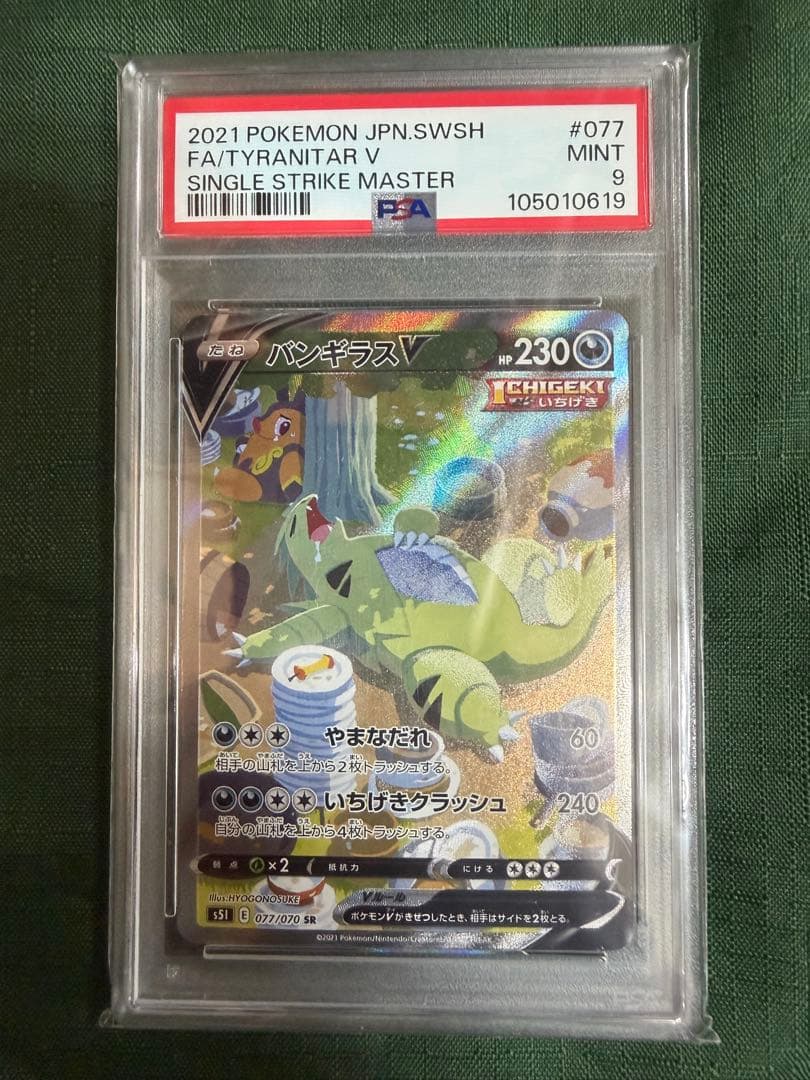 2021 POKEMON JPN.SWSH #077
FA/TYRANITAR V MINT
SINGLE STRIKE MASTER 9
PSA 105010619
たね バンギラスV HP 230
ICHIGEKI
いちげき
やまなだれ 60
相手の山札を上から2枚トラッシュする。
いちげきクラッシュ 240
自分の山札を上から4枚トラッシュする。
弱点 ×2 抵抗力 にげる
Illus.HYOGONOSUKE
Vルール
s5I E 077/070 SR
ポケモンVがきぜつしたとき、相手はサイドを2枚とる。
©2021 Pokémon/Nintendo/Creatures